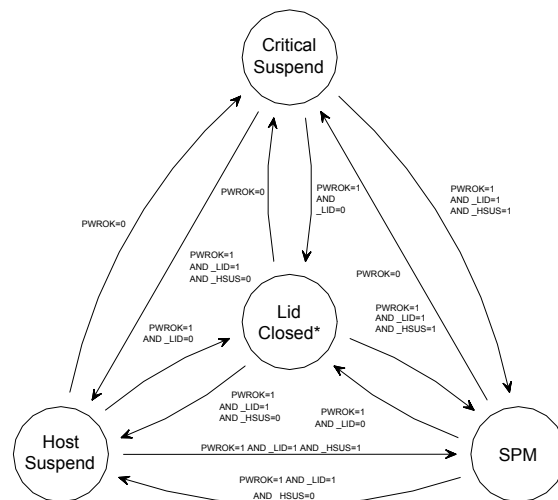 Critical
Suspend
PWROK=0
PWROK=1
AND
_LID=0
PWROK=1
AND _LID=1
AND _HSUS=1
PWROK=0
PWROK=1
AND _LID=1
AND _HSUS=0
PWROK=0
Lid
Closed*
PWROK=1
AND _LID=1
AND _HSUS=1
PWROK=1
AND _LID=0
PWROK=1
AND _LID=1
AND _HSUS=0
PWROK=1
AND _LID=0
Host
Suspend
PWROK=1 AND _LID=1 AND _HSUS=1
SPM
PWROK=1 AND _LID=1
AND _HSUS=0